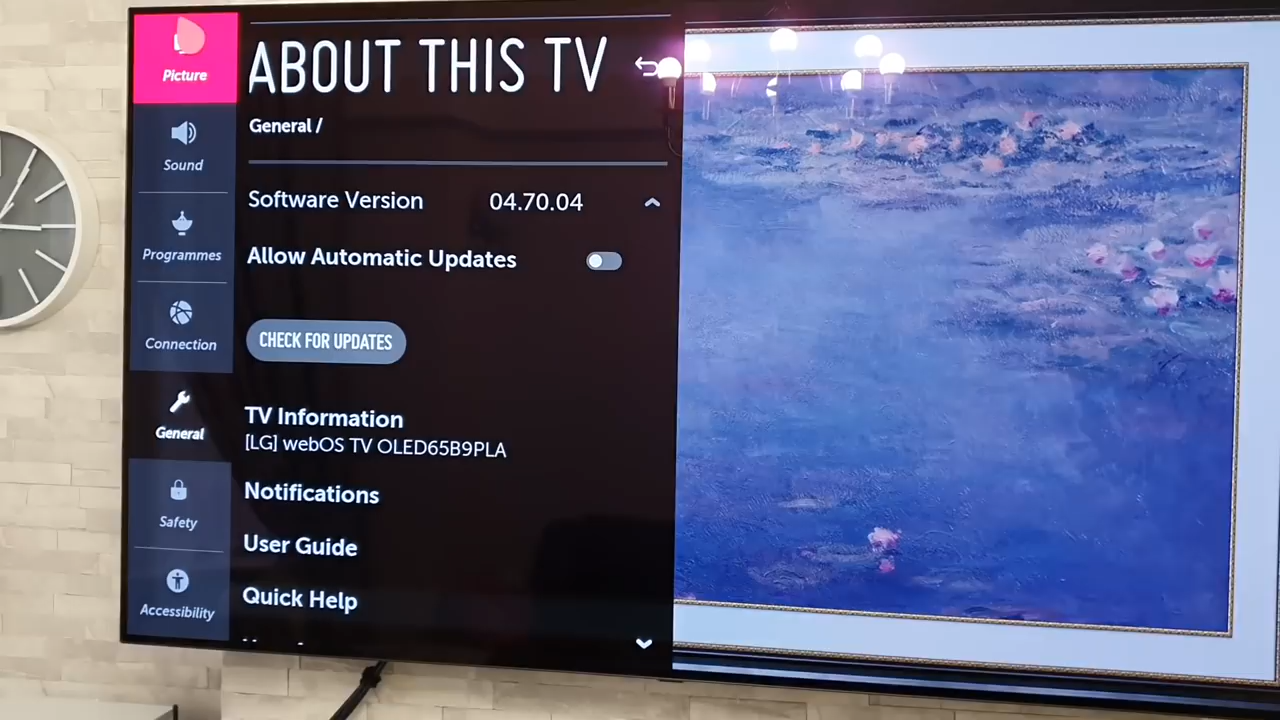 Picture
Sound
Programmes
Connection
General
Safety
Accessibility
ABOUT THIS TV
General /
Software Version 04.70.04
Allow Automatic Updates
CHECK FOR UPDATES
TV Information
[LG] webOS TV OLED65B9PLA
Notifications
User Guide
Quick Help